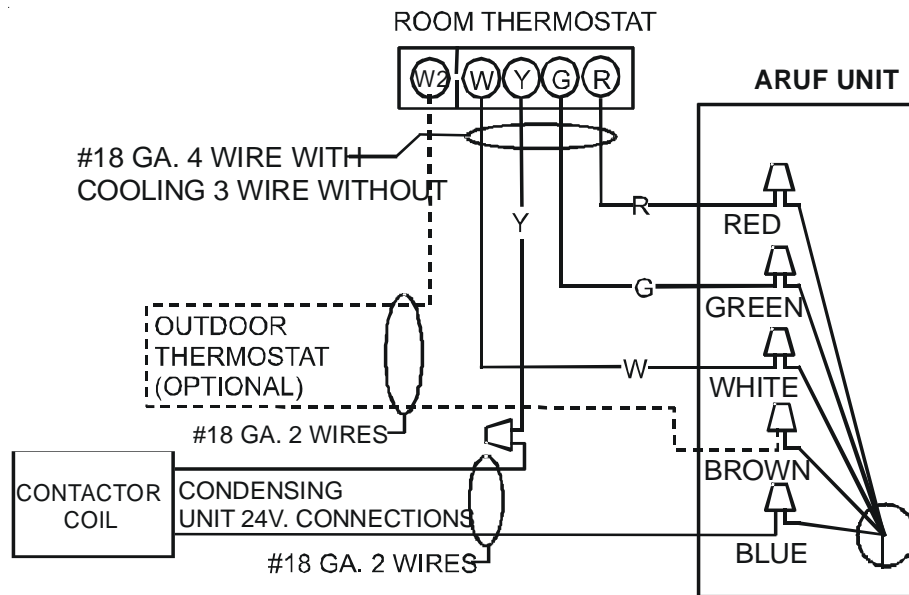 ROOM THERMOSTAT
W2 W Y G R
ARUF UNIT
#18 GA. 4 WIRE WITH
COOLING 3 WIRE WITHOUT
R
RED
Y
G
GREEN
OUTDOOR
THERMOSTAT
(OPTIONAL)
W
WHITE
#18 GA. 2 WIRES
BROWN
CONTACTOR
COIL
CONDENSING
UNIT 24V. CONNECTIONS
BLUE
#18 GA. 2 WIRES